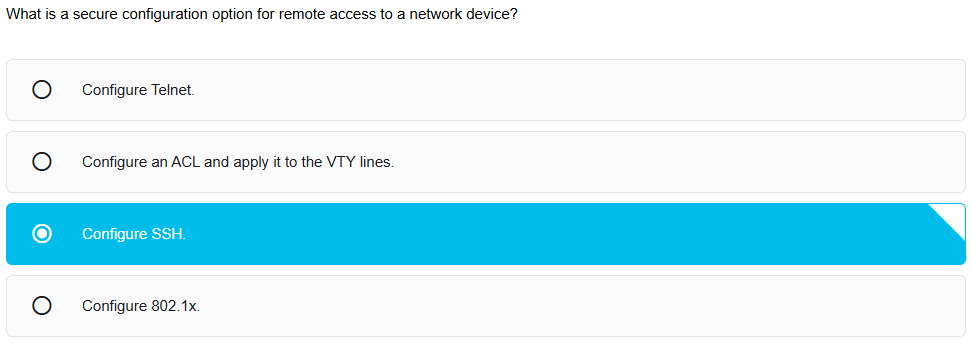 What is a secure configuration option for remote access to a network device?
Configure Telnet.
Configure an ACL and apply it to the VTY lines.
Configure SSH.
Configure 802.1x.